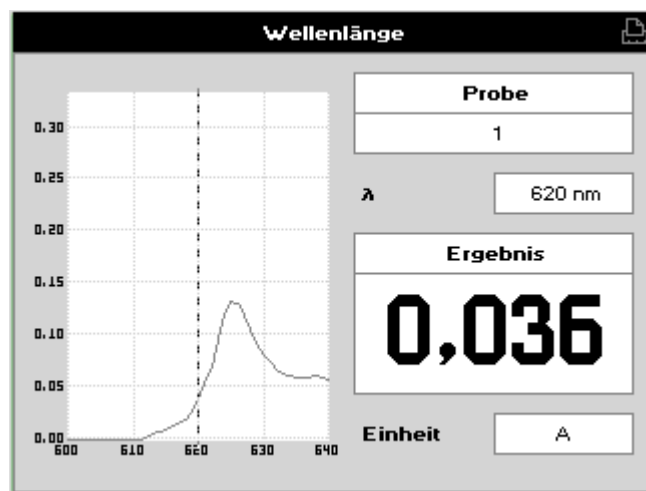 Wellenlänge
Probe
1
λ
620 nm
Ergebnis
0,036
Einheit
A
0.30
0.25
0.20
0.15
0.10
0.05
0.00
600 610 620 630 640